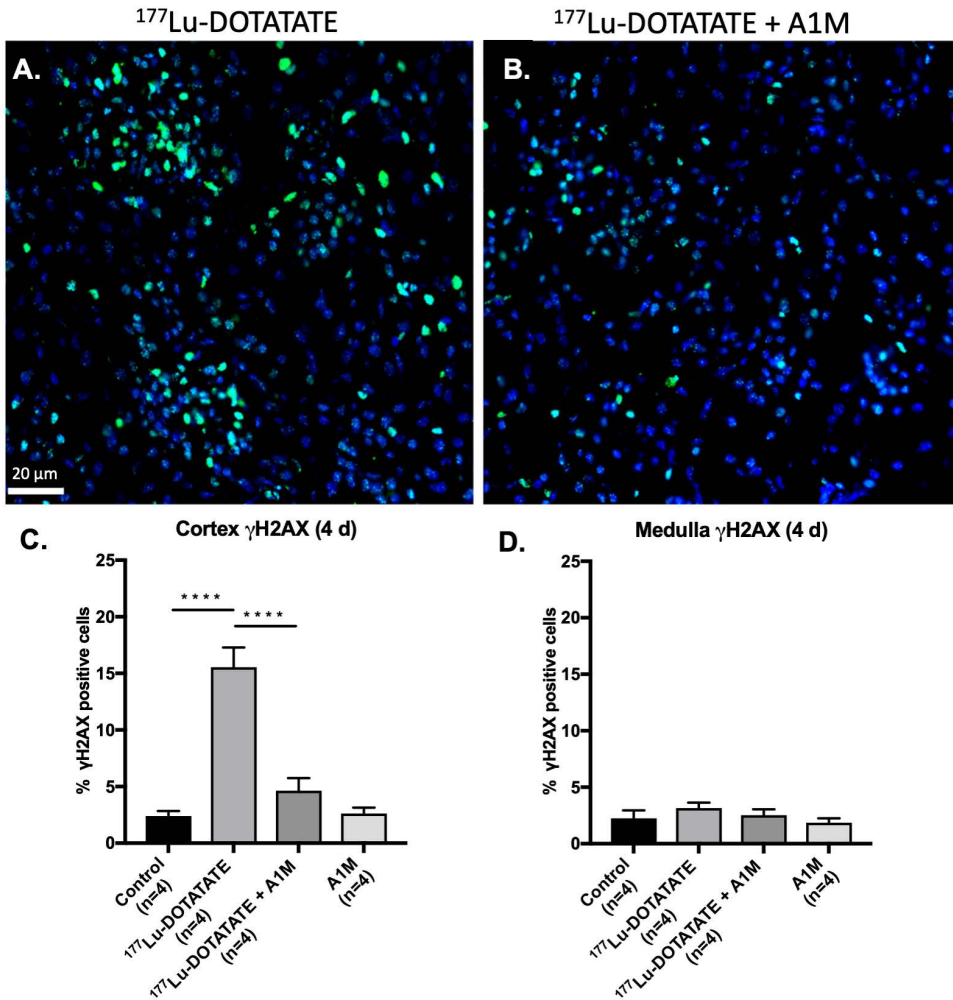 ¹⁷⁷Lu-DOTATATE
¹⁷⁷Lu-DOTATATE + A1M
A.
B.
20 µm
C.
Cortex γH2AX (4 d)
% γH2AX positive cells
25
20
15
10
5
0
****
****
Control
(n=4)
¹⁷⁷Lu-DOTATATE
(n=4)
¹⁷⁷Lu-DOTATATE + A1M
(n=4)
A1M
(n=4)
D.
Medulla γH2AX (4 d)
% γH2AX positive cells
25
20
15
10
5
0
Control
(n=4)
¹⁷⁷Lu-DOTATATE
(n=4)
¹⁷⁷Lu-DOTATATE + A1M
(n=4)
A1M
(n=4)